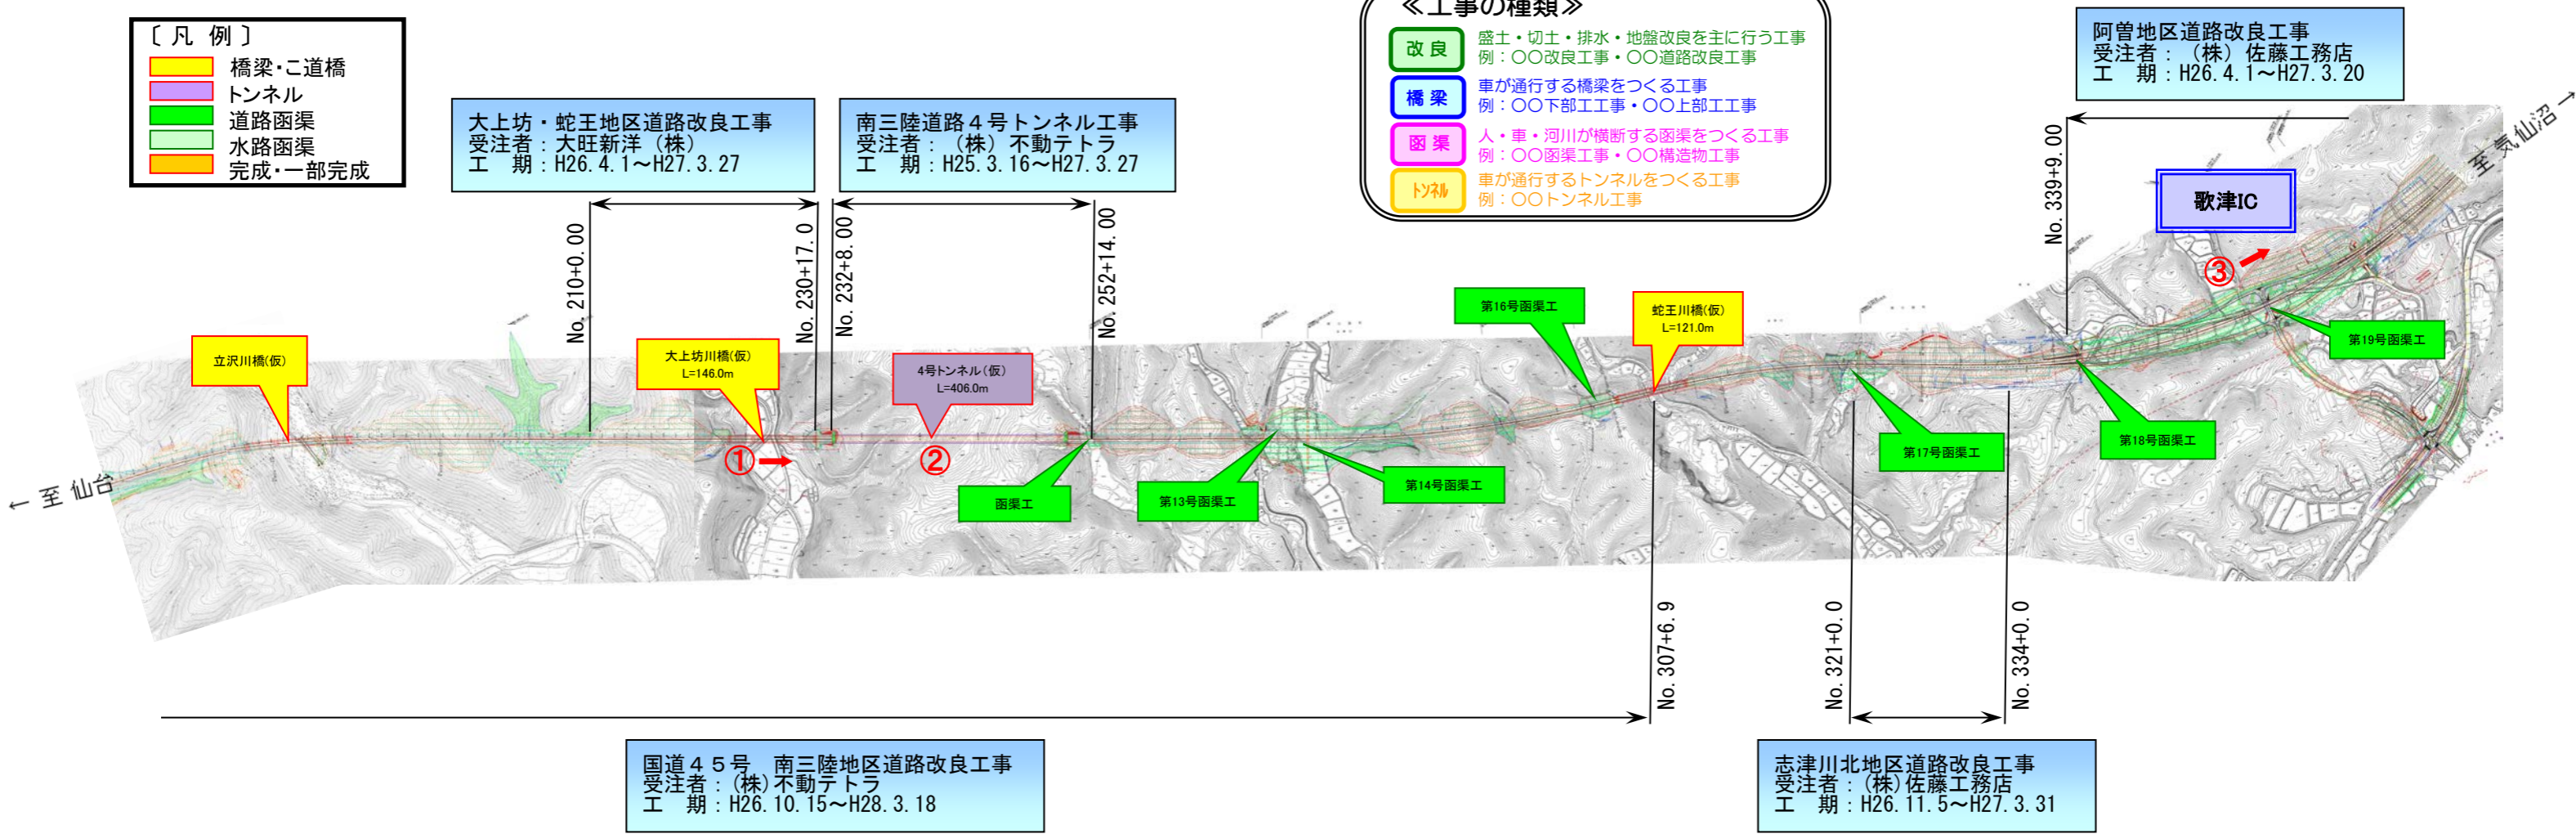 〔 凡 例 〕
橋梁・こ道橋
トンネル
道路函渠
水路函渠
完成・一部完成
≪工事の種類≫
改 良
盛土・切土・排水・地盤改良を主に行う工事
例：〇〇改良工事・〇〇道路改良工事
橋 梁
車が通行する橋梁をつくる工事
例：〇〇下部工工事・〇〇上部工工事
函 渠
人・車・河川が横断する函渠をつくる工事
例：〇〇函渠工事・〇〇構造物工事
トンネル
車が通行するトンネルをつくる工事
例：〇〇トンネル工事
阿曽地区道路改良工事
受注者：（株）佐藤工務店
工　期：H26.4.1～H27.3.20
大上坊・蛇王地区道路改良工事
受注者：大旺新洋（株）
工　期：H26.4.1～H27.3.27
南三陸道路４号トンネル工事
受注者：（株）不動テトラ
工　期：H25.3.16～H27.3.27
No.210+0.00
No.230+17.0
No.232+8.00
No.252+14.00
No.339+9.00
至気仙沼 →
歌津IC
③
立沢川橋(仮)
大上坊川橋(仮)
L=146.0m
4号トンネル(仮)
L=406.0m
第16号函渠工
蛇王川橋(仮)
L=121.0m
第19号函渠工
← 至 仙台
①
②
函渠工
第13号函渠工
第14号函渠工
第17号函渠工
第18号函渠工
No.307+6.9
No.321+0.0
No.334+0.0
国道４５号　南三陸地区道路改良工事
受注者：(株)不動テトラ
工　期：H26.10.15～H28.3.18
志津川北地区道路改良工事
受注者：(株)佐藤工務店
工　期：H26.11.5～H27.3.31